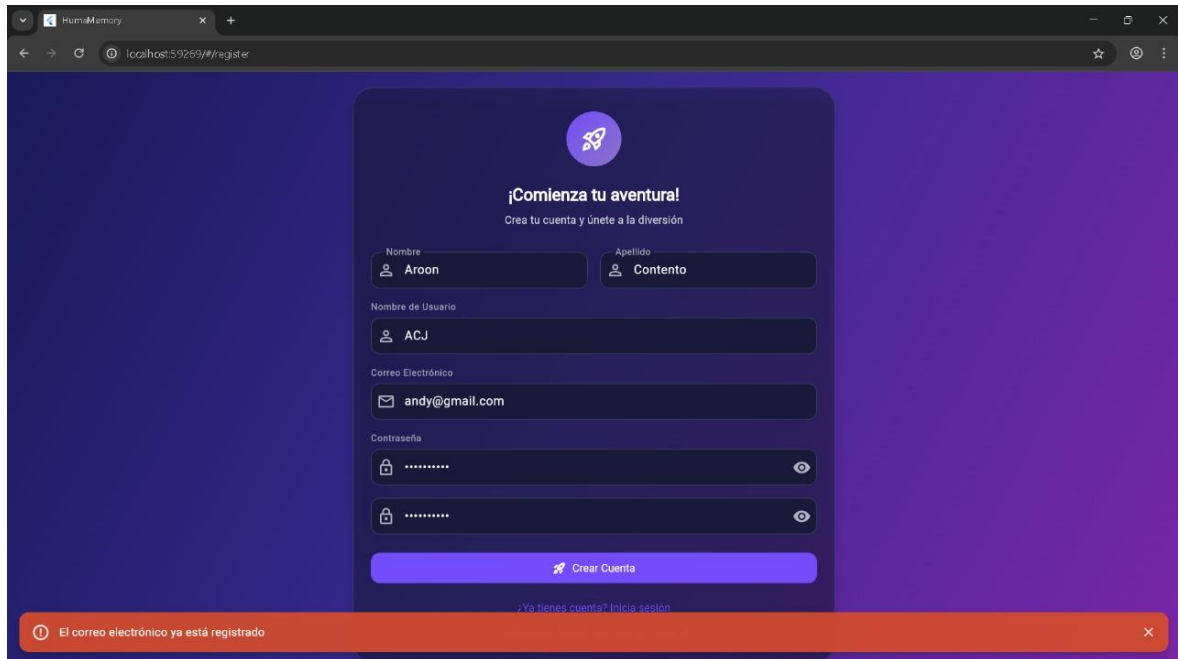 HumaMemory
localhost:59269/#/register
¡Comienza tu aventura!
Crea tu cuenta y únete a la diversión
Nombre
Apellido
Aroon
Contento
Nombre de Usuario
ACJ
Correo Electrónico
andy@gmail.com
Contraseña
••••••••••
••••••••••
Crear Cuenta
¿Ya tienes cuenta? Inicia sesión
El correo electrónico ya está registrado